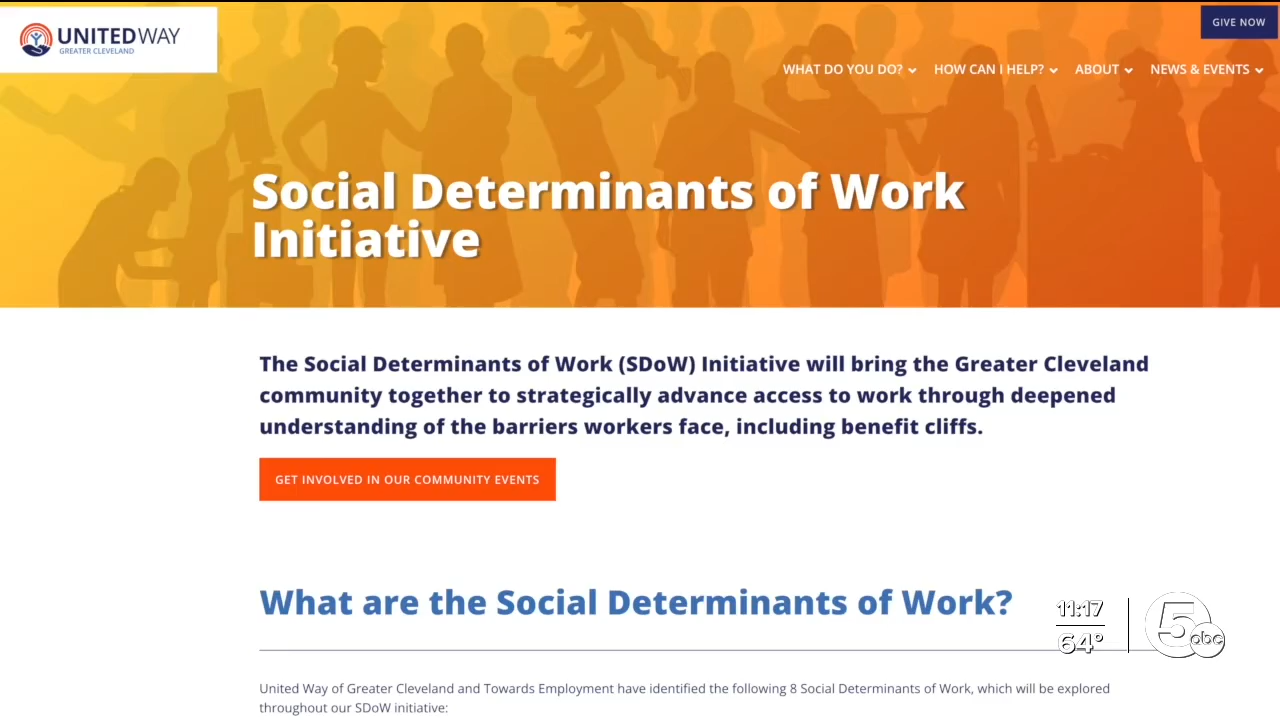 UNITED WAY
GREATER CLEVELAND
GIVE NOW
WHAT DO YOU DO?
HOW CAN I HELP?
ABOUT
NEWS & EVENTS
Social Determinants of Work
Initiative
The Social Determinants of Work (SDoW) Initiative will bring the Greater Cleveland
community together to strategically advance access to work through deepened
understanding of the barriers workers face, including benefit cliffs.
GET INVOLVED IN OUR COMMUNITY EVENTS
What are the Social Determinants of Work?
11:17
64°
5
abc
United Way of Greater Cleveland and Towards Employment have identified the following 8 Social Determinants of Work, which will be explored
throughout our SDoW initiative: